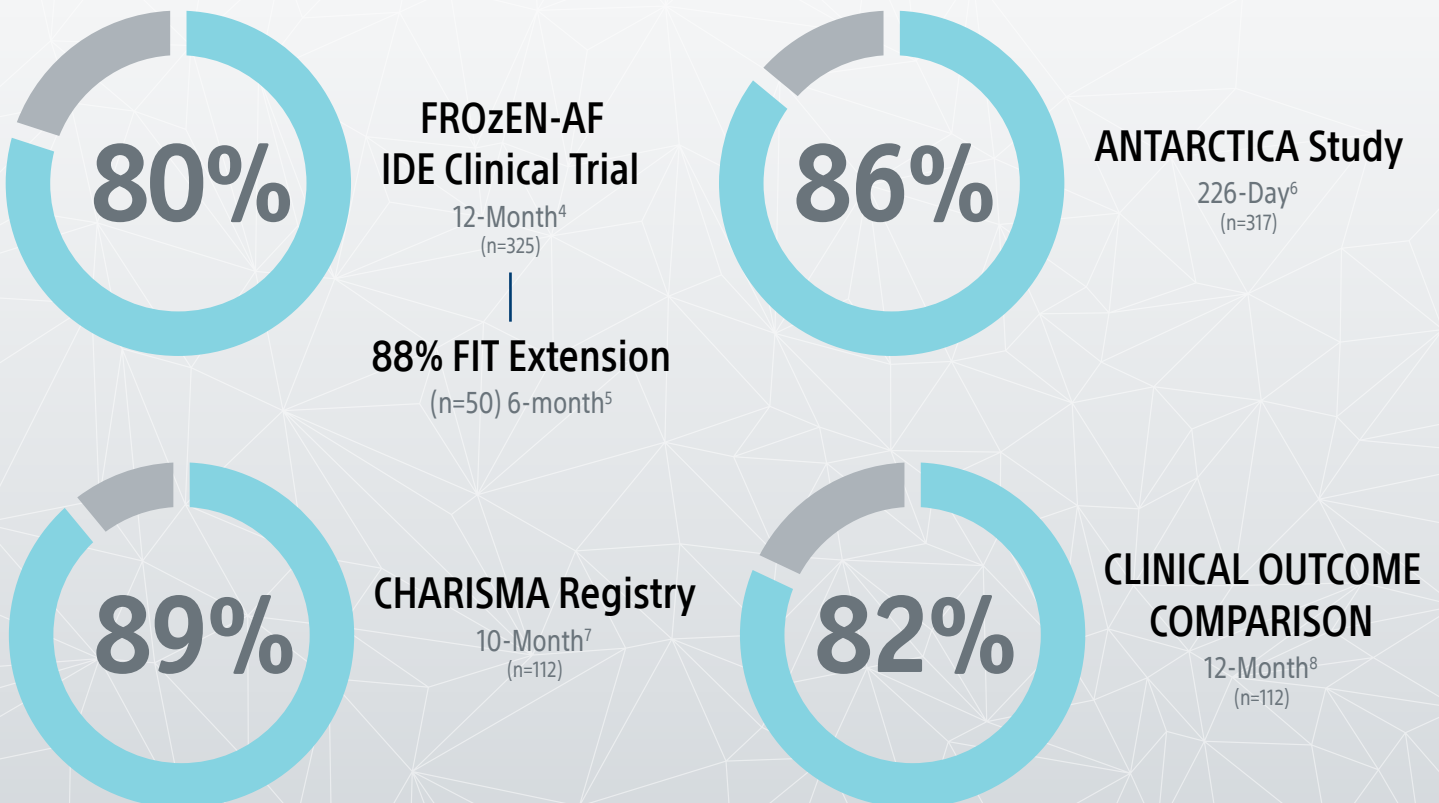 80%
FROzEN-AF
IDE Clinical Trial
12-Month4
(n=325)
88% FIT Extension
(n=50) 6-month5
86%
ANTARCTICA Study
226-Day6
(n=317)
89%
CHARISMA Registry
10-Month7
(n=112)
82%
CLINICAL OUTCOME
COMPARISON
12-Month8
(n=112)